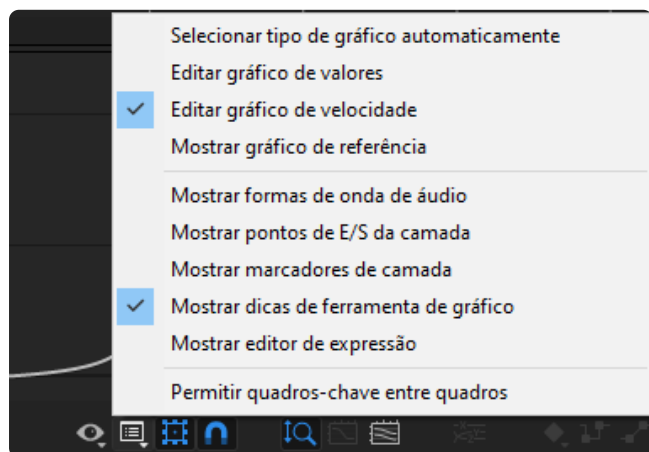 Selecionar tipo de gráfico automaticamente
Editar gráfico de valores
Editar gráfico de velocidade
Mostrar gráfico de referência
Mostrar formas de onda de áudio
Mostrar pontos de E/S da camada
Mostrar marcadores de camada
Mostrar dicas de ferramenta de gráfico
Mostrar editor de expressão
Permitir quadros-chave entre quadros